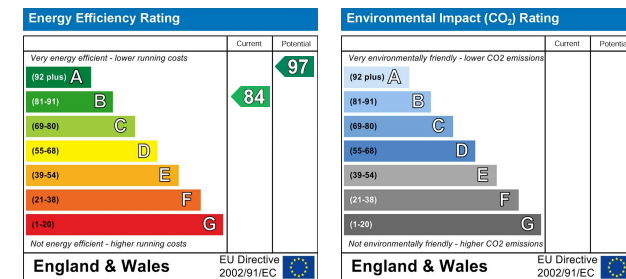 Energy Efficiency Rating
Current Potential
Very energy efficient - lower running costs
(92 plus) A
97
(81-91) B
84
(69-80) C
(55-68) D
(39-54) E
(21-38) F
(1-20) G
Not energy efficient - higher running costs
England & Wales
EU Directive
2002/91/EC
Environmental Impact (CO2) Rating
Current Potential
Very environmentally friendly - lower CO2 emissions
(92 plus) A
(81-91) B
(69-80) C
(55-68) D
(39-54) E
(21-38) F
(1-20) G
Not environmentally friendly - higher CO2 emissions
England & Wales
EU Directive
2002/91/EC